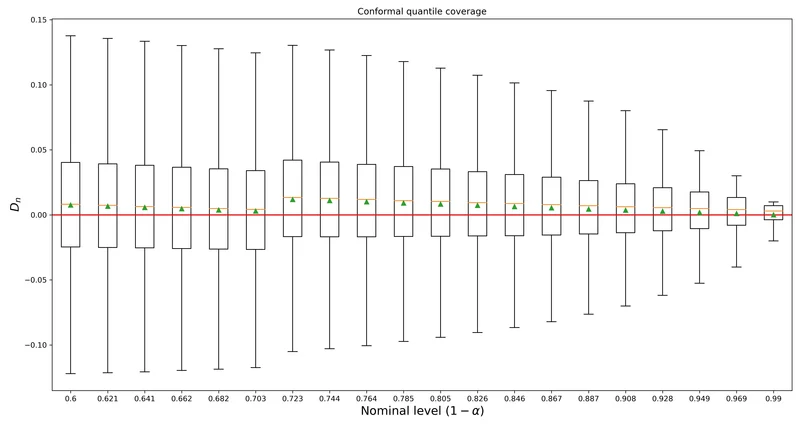 Conformal quantile coverage
0.15
0.10
0.05
0.00
−0.05
−0.10
Dₙ
0.6 0.621 0.641 0.662 0.682 0.703 0.723 0.744 0.764 0.785 0.805 0.826 0.846 0.867 0.887 0.908 0.928 0.949 0.969 0.99
Nominal level (1 − α)